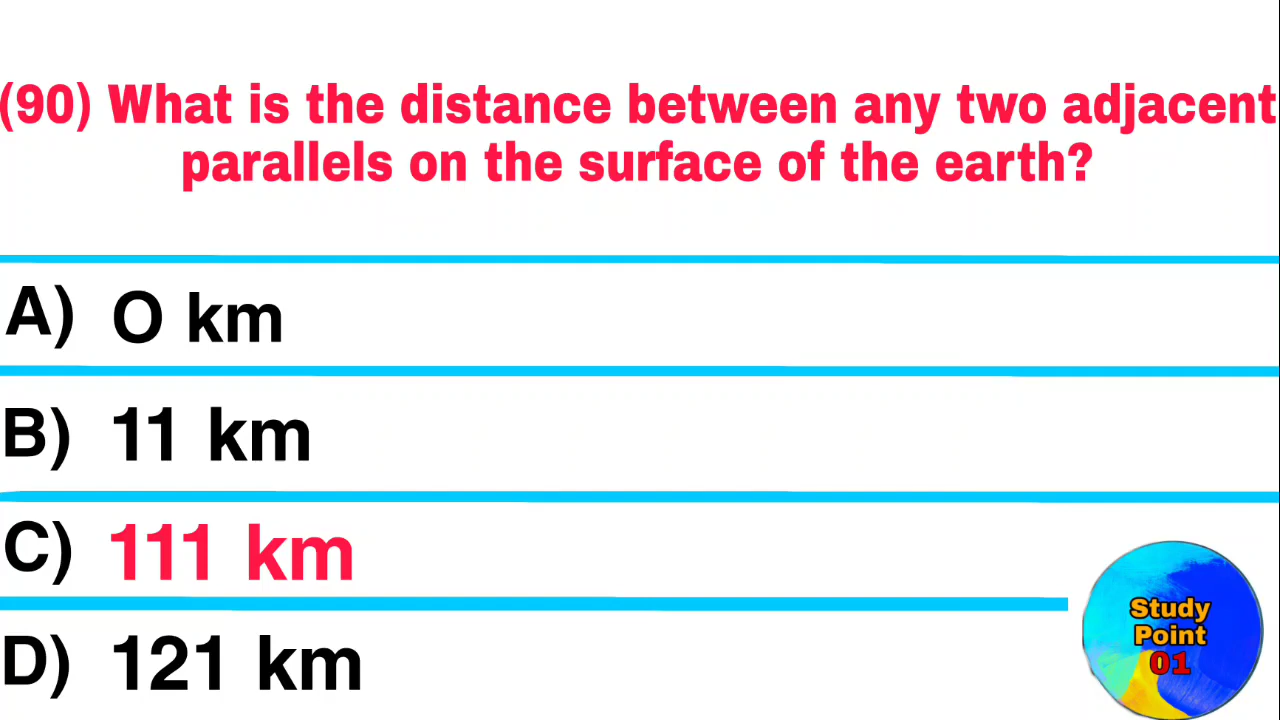 (90) What is the distance between any two adjacent
parallels on the surface of the earth?
A) O km
B) 11 km
C) 111 km
D) 121 km
Study
Point
01